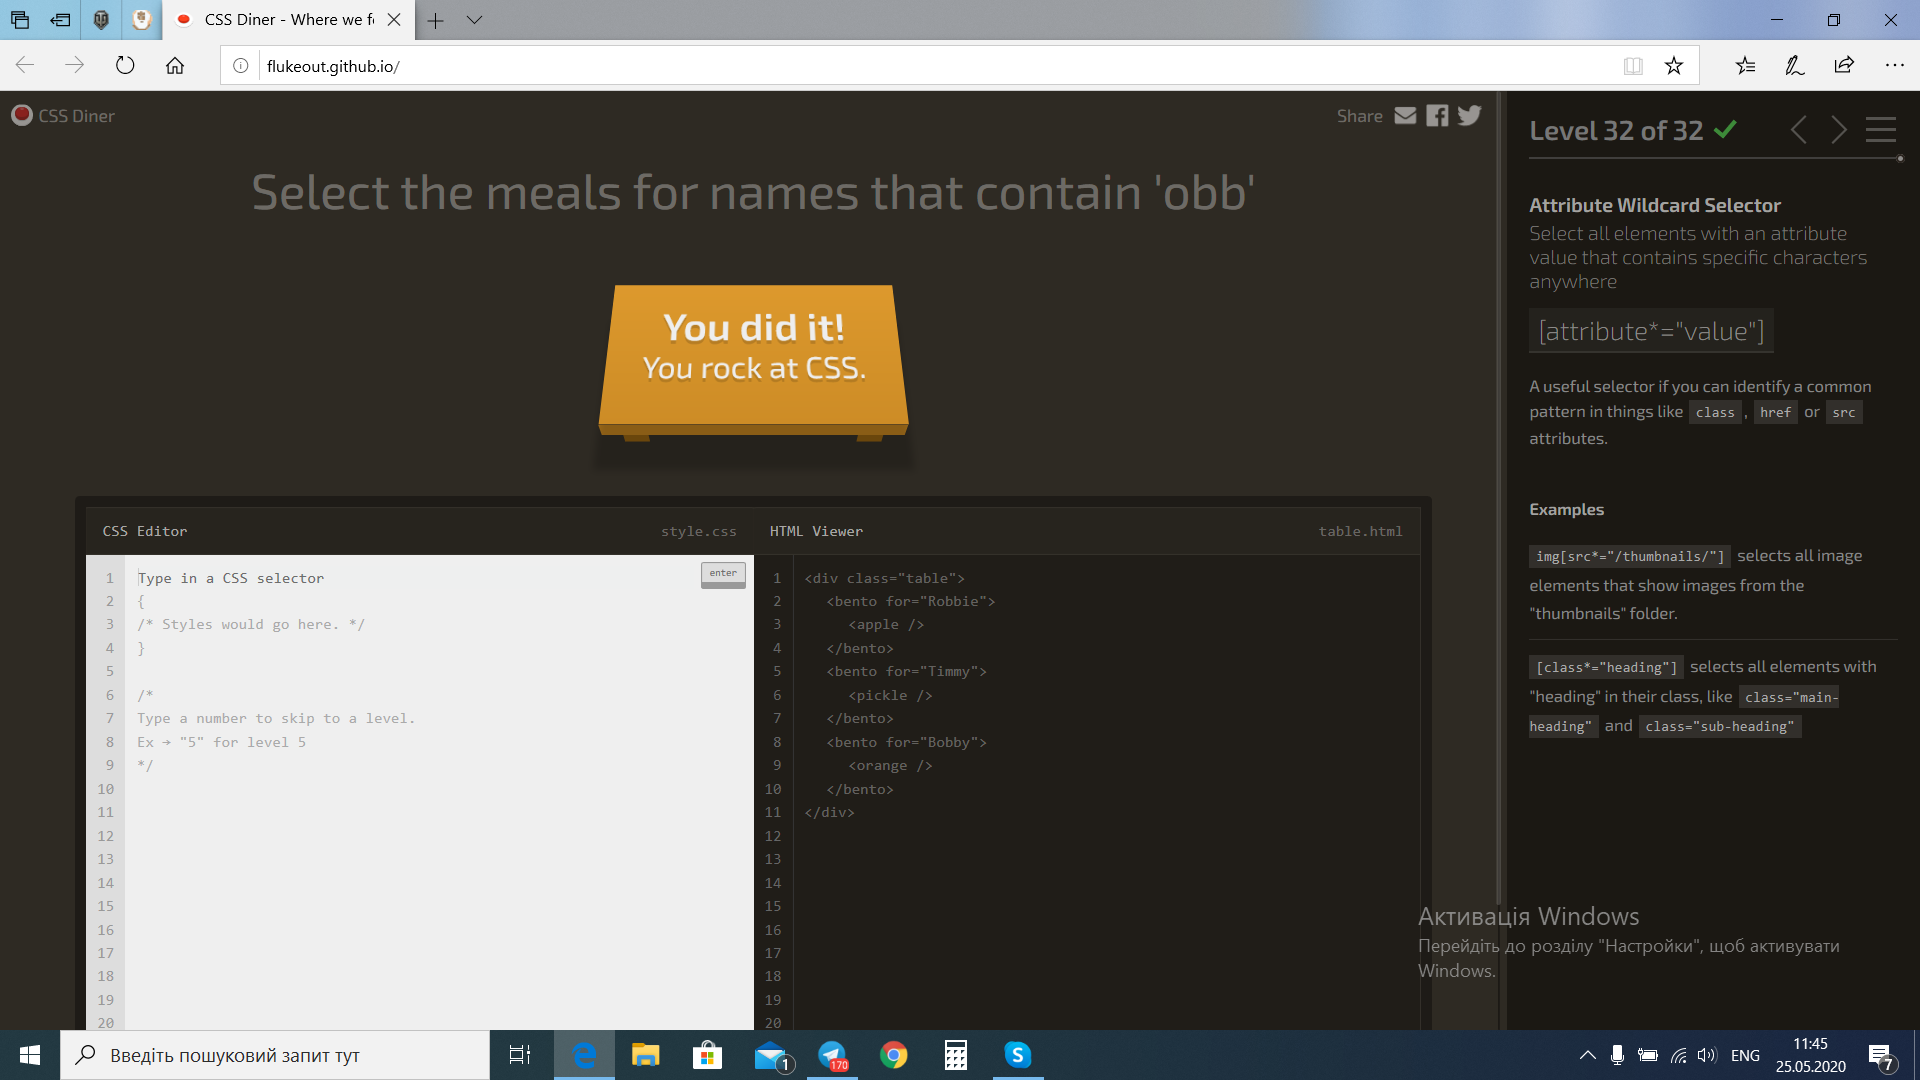 CSS Diner - Where we fe
flukeout.github.io/
CSS Diner
Share
Select the meals for names that contain 'obb'
You did it!
You rock at CSS.
CSS Editor
style.css
HTML Viewer
table.html
1 Type in a CSS selector
enter
2 {
3 /* Styles would go here. */
4 }
5
6 /*
7 Type a number to skip to a level.
8 Ex → "5" for level 5
9 */
10
11
12
13
14
15
16
17
18
19
20
1 <div class="table">
2 <bento for="Robbie">
3 <apple />
4 </bento>
5 <bento for="Timmy">
6 <pickle />
7 </bento>
8 <bento for="Bobby">
9 <orange />
10 </bento>
11 </div>
12
13
14
15
16
17
18
19
20
Level 32 of 32
Attribute Wildcard Selector
Select all elements with an attribute
value that contains specific characters
anywhere
[attribute*="value"]
A useful selector if you can identify a common
pattern in things like class , href or src
attributes.
Examples
img[src*="/thumbnails/"] selects all image
elements that show images from the
"thumbnails" folder.
[class*="heading"] selects all elements with
"heading" in their class, like class="main-
heading" and class="sub-heading"
Активація Windows
Перейдіть до розділу "Настройки", щоб активувати
Windows.
Введіть пошуковий запит тут
1
170
ENG
11:45
25.05.2020
7